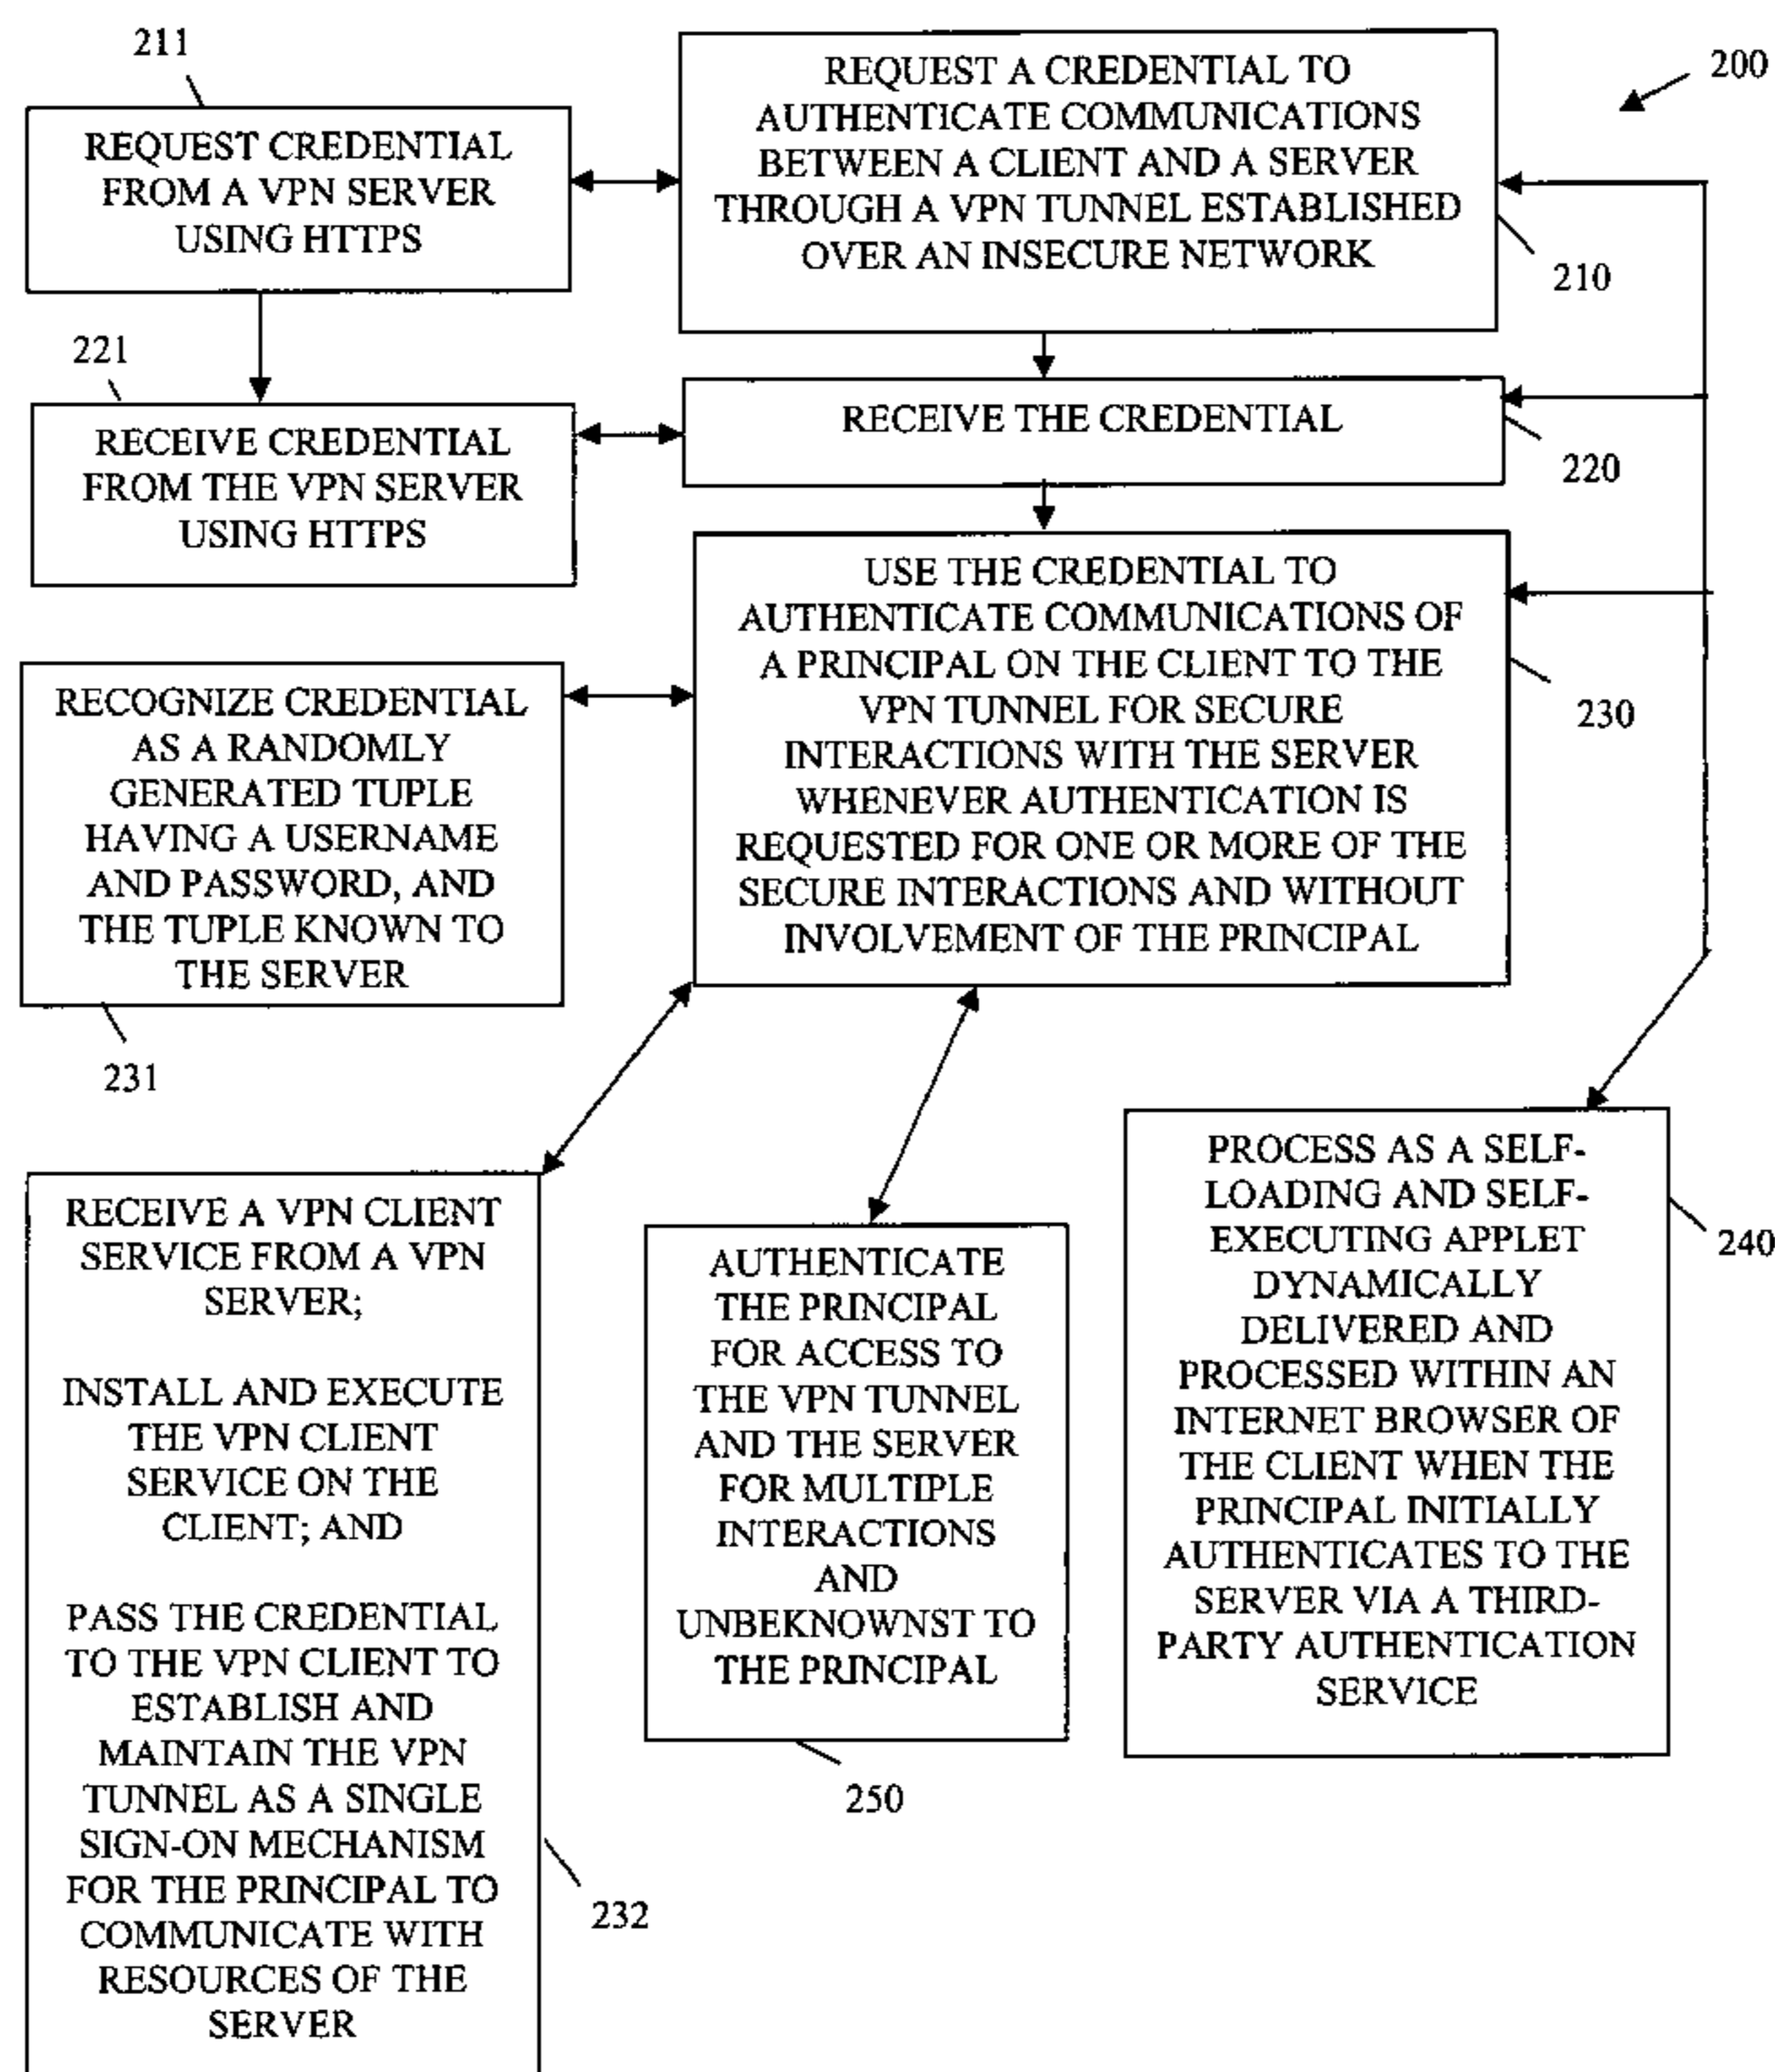 211
REQUEST CREDENTIAL
FROM A VPN SERVER
USING HTTPS
REQUEST A CREDENTIAL TO
AUTHENTICATE COMMUNICATIONS
BETWEEN A CLIENT AND A SERVER
THROUGH A VPN TUNNEL ESTABLISHED
OVER AN INSECURE NETWORK
200
210
221
RECEIVE CREDENTIAL
FROM THE VPN SERVER
USING HTTPS
RECEIVE THE CREDENTIAL
220
USE THE CREDENTIAL TO
AUTHENTICATE COMMUNICATIONS OF
A PRINCIPAL ON THE CLIENT TO THE
VPN TUNNEL FOR SECURE
INTERACTIONS WITH THE SERVER
WHENEVER AUTHENTICATION IS
REQUESTED FOR ONE OR MORE OF THE
SECURE INTERACTIONS AND WITHOUT
INVOLVEMENT OF THE PRINCIPAL
230
RECOGNIZE CREDENTIAL
AS A RANDOMLY
GENERATED TUPLE
HAVING A USERNAME
AND PASSWORD, AND
THE TUPLE KNOWN TO
THE SERVER
231
RECEIVE A VPN CLIENT
SERVICE FROM A VPN
SERVER;
INSTALL AND EXECUTE
THE VPN CLIENT
SERVICE ON THE
CLIENT; AND
PASS THE CREDENTIAL
TO THE VPN CLIENT TO
ESTABLISH AND
MAINTAIN THE VPN
TUNNEL AS A SINGLE
SIGN-ON MECHANISM
FOR THE PRINCIPAL TO
COMMUNICATE WITH
RESOURCES OF THE
SERVER
232
AUTHENTICATE
THE PRINCIPAL
FOR ACCESS TO
THE VPN TUNNEL
AND THE SERVER
FOR MULTIPLE
INTERACTIONS
AND
UNBEKNOWNST TO
THE PRINCIPAL
250
PROCESS AS A SELF-
LOADING AND SELF-
EXECUTING APPLET
DYNAMICALLY
DELIVERED AND
PROCESSED WITHIN AN
INTERNET BROWSER OF
THE CLIENT WHEN THE
PRINCIPAL INITIALLY
AUTHENTICATES TO THE
SERVER VIA A THIRD-
PARTY AUTHENTICATION
SERVICE
240